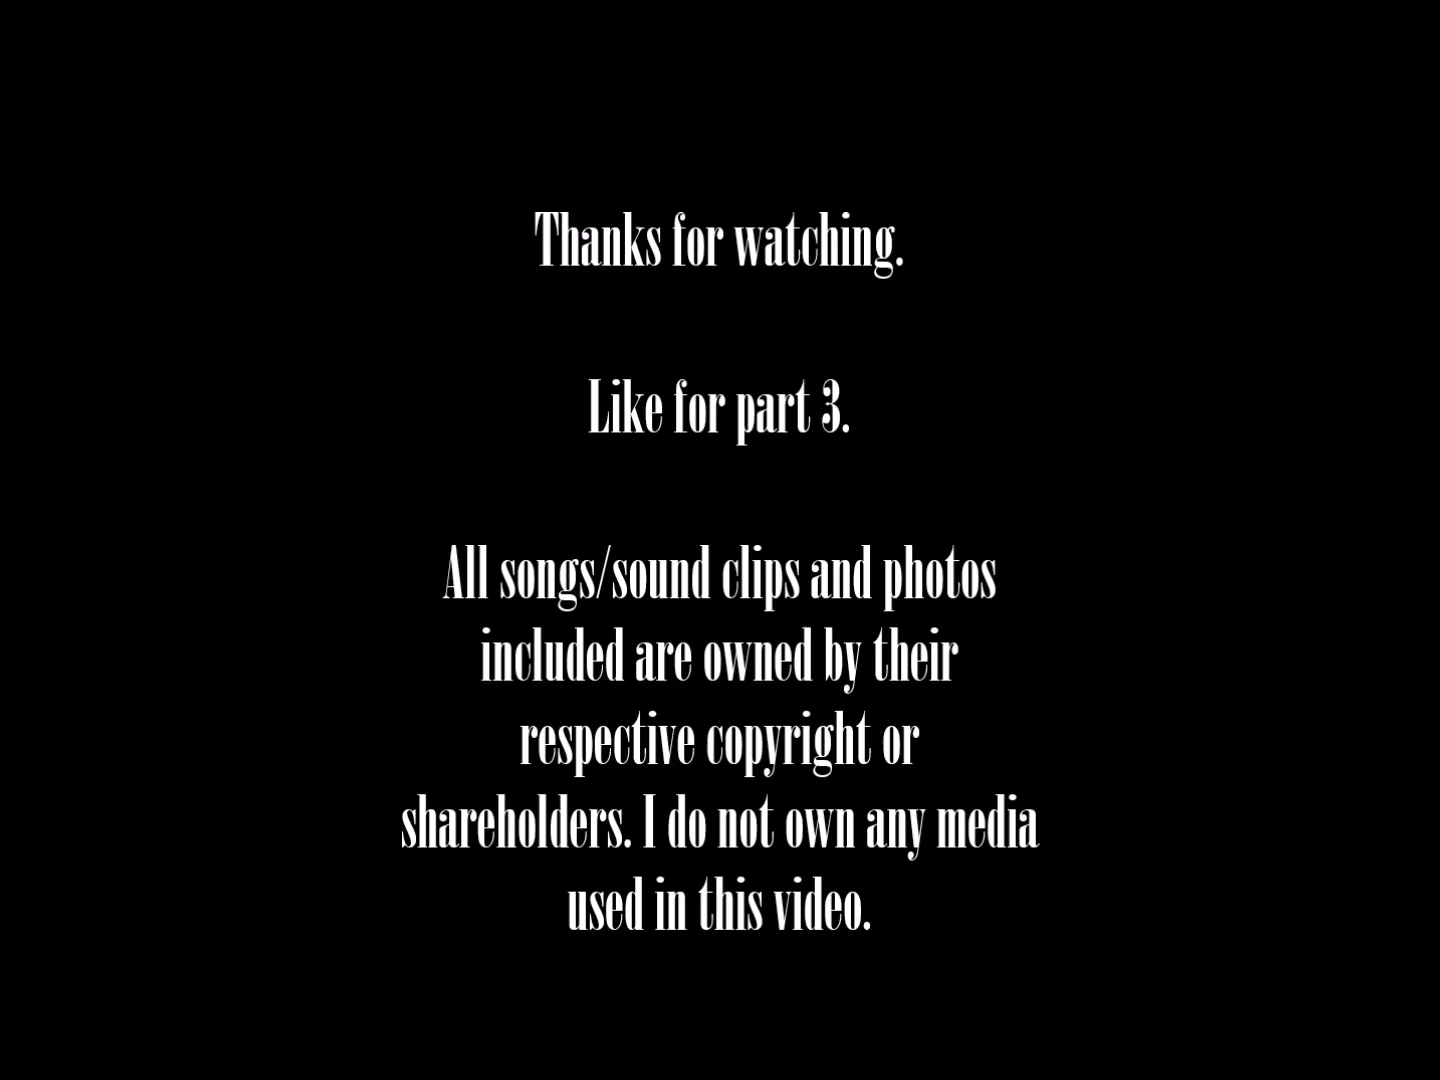 Thanks for watching.
Like for part 3.
All songs/sound clips and photos
included are owned by their
respective copyright or
shareholders. I do not own any media
used in this video.